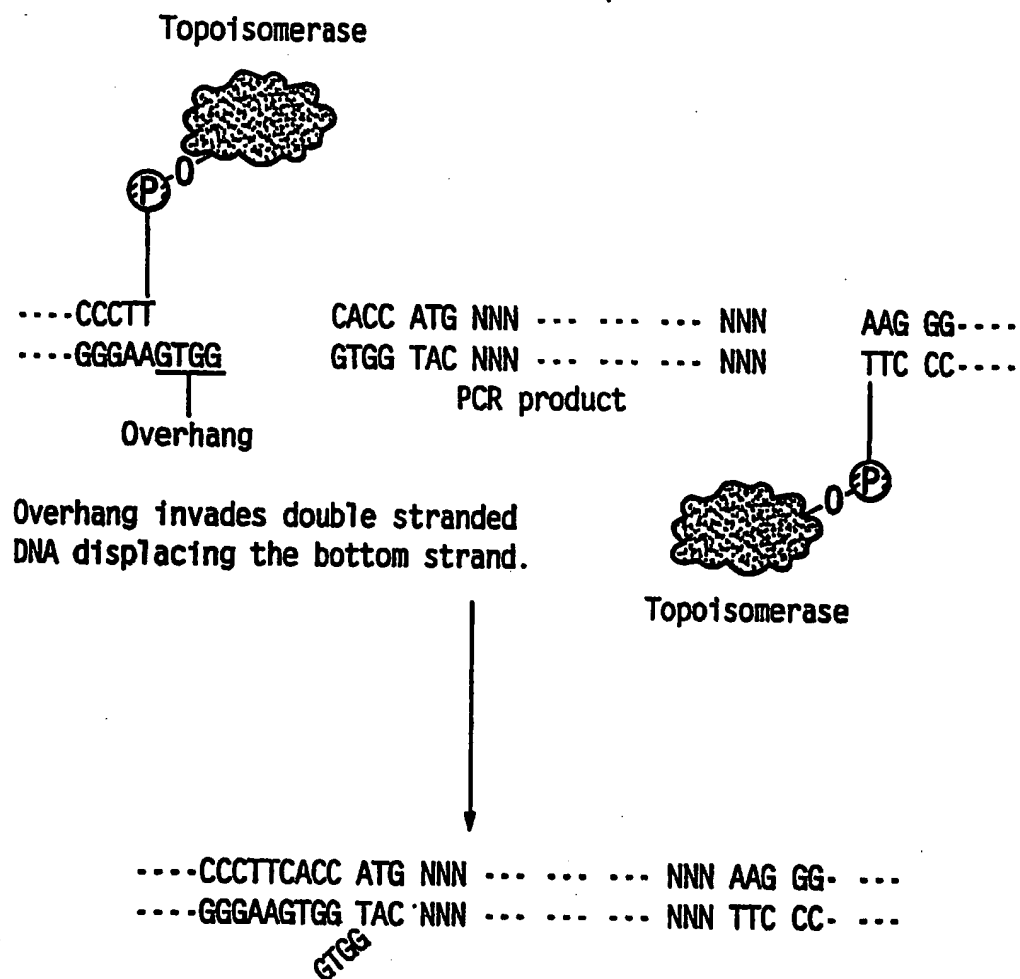 Topoisomerase
P O
----CCCTT
----GGGAAGTGG
Overhang
CACC ATG NNN --- --- --- NNN
GTGG TAC NNN --- --- --- NNN
PCR product
AAG GG----
TTC CC----
O P
Topoisomerase
Overhang invades double stranded
DNA displacing the bottom strand.
----CCCTTCACC ATG NNN --- --- --- NNN AAG GG- ---
----GGGAAGTGG TAC NNN --- --- --- NNN TTC CC- ---
GTGG